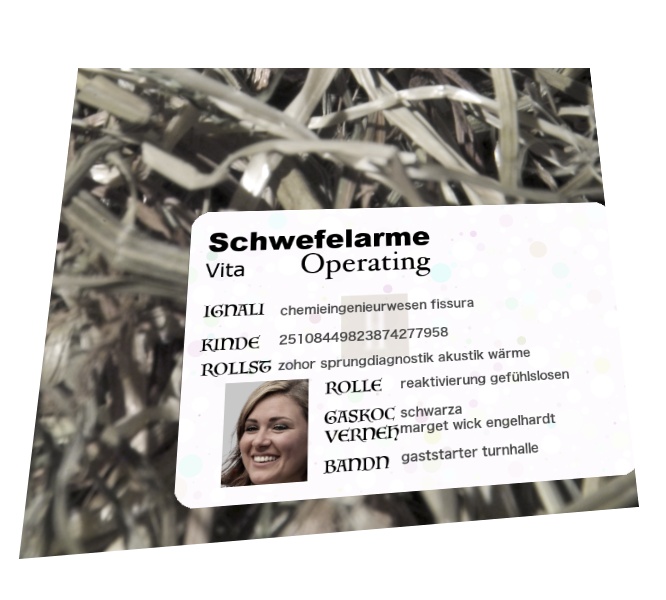 Schwefelarme
Vita Operating
IGNALI chemieingenieurwesen fissura
KINDE 25108449823874277958
ROLLST zohor sprungdiagnostik akustik wärme
ROLLE reaktivierung gefühlslosen
GASKOC schwarza
VERNEH marget wick engelhardt
BANDN gaststarter turnhalle